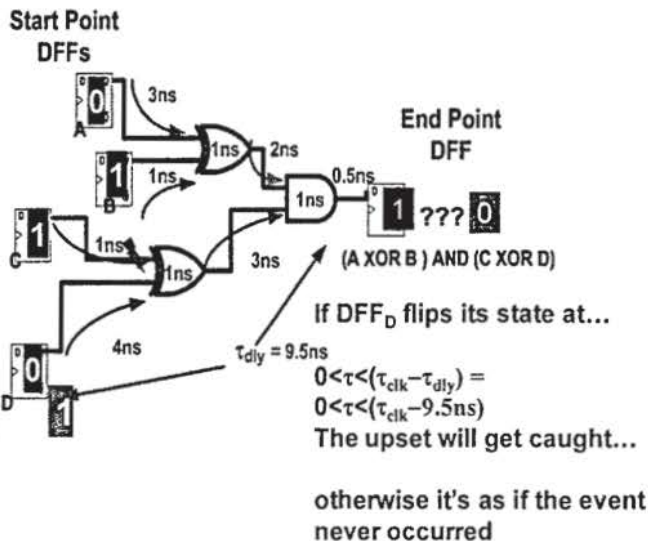 Start Point
DFFs
0
A
3ns
1ns
2ns
1
B
1ns
End Point
DFF
0.5ns
1ns
1 ??? 0
1
C
1ns
1ns
3ns
(A XOR B ) AND (C XOR D)
0
D
4ns
1
τdly = 9.5ns
If DFFD flips its state at...
0<τ<(τclk–τdly) =
0<τ<(τclk–9.5ns)
The upset will get caught...
otherwise it's as if the event
never occurred